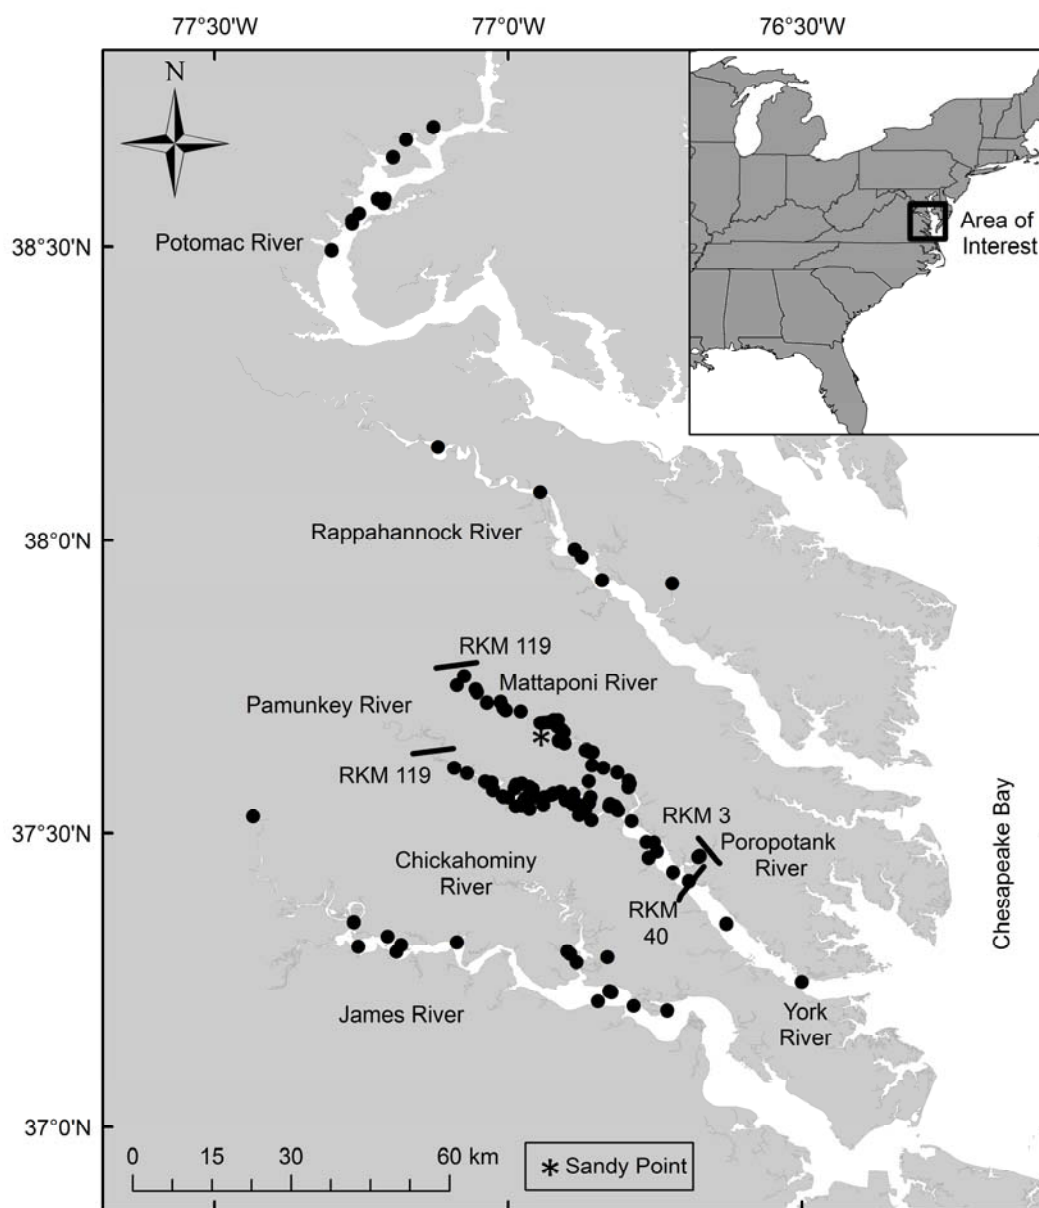 77°30'W
77°0'W
76°30'W
N
38°30'N
38°0'N
37°30'N
37°0'N
Area of
Interest
Potomac River
Rappahannock River
RKM 119
Mattaponi River
Pamunkey River
RKM 119
RKM 3
Poropotank
River
Chickahominy
River
RKM
40
James River
York
River
Chesapeake Bay
0 15 30 60 km
* Sandy Point